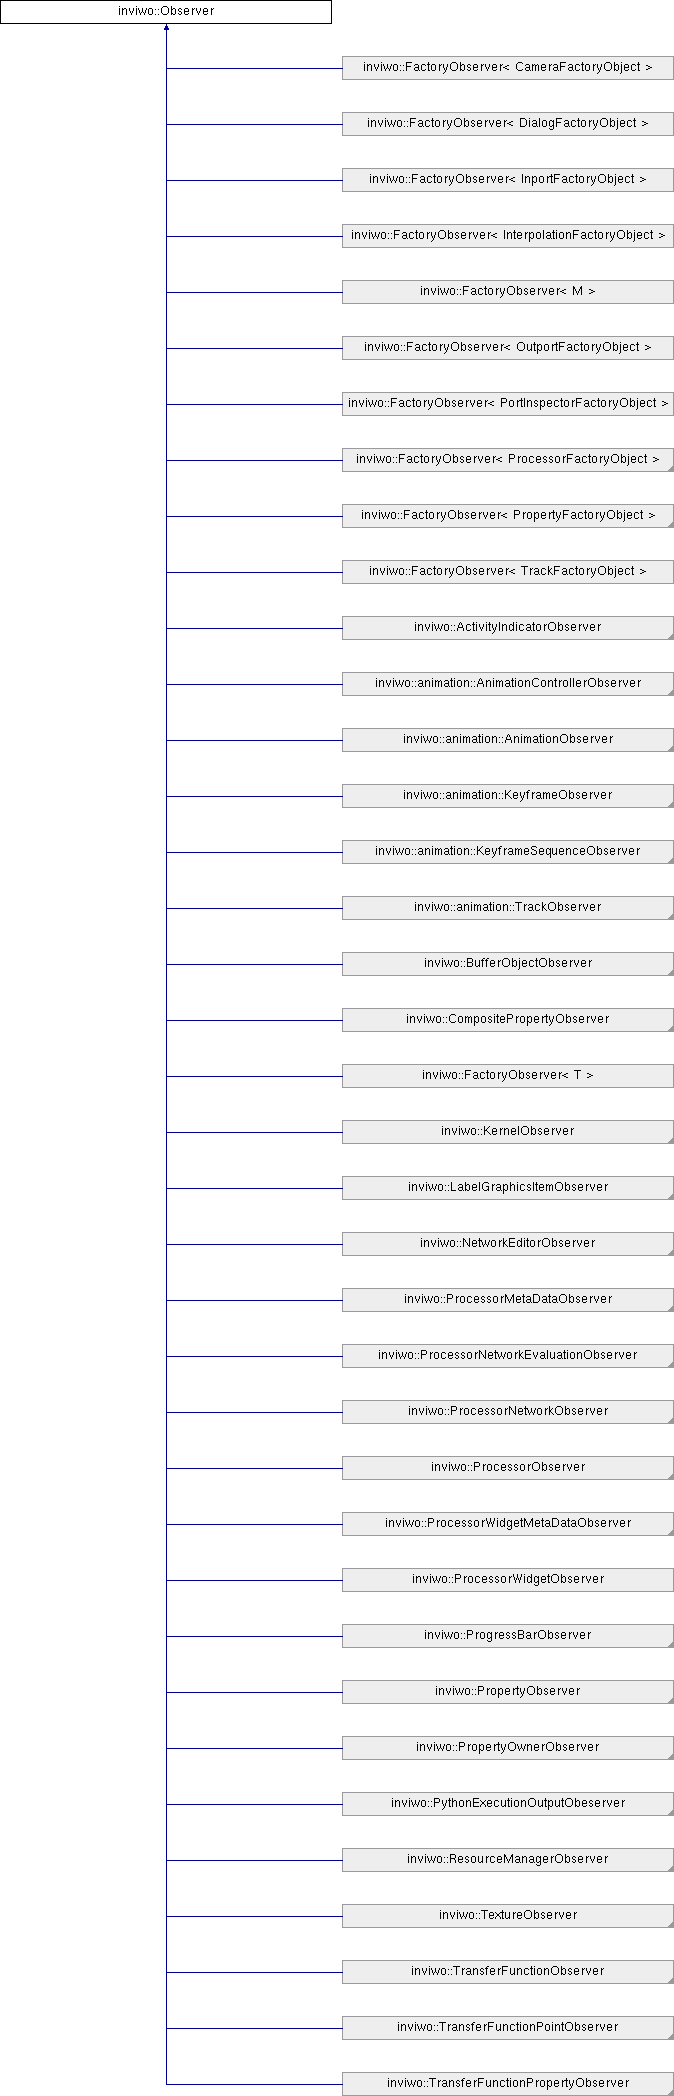 inviwo::Observer
inviwo::FactoryObserver< CameraFactoryObject >
inviwo::FactoryObserver< DialogFactoryObject >
inviwo::FactoryObserver< InportFactoryObject >
inviwo::FactoryObserver< InterpolationFactoryObject >
inviwo::FactoryObserver< M >
inviwo::FactoryObserver< OutportFactoryObject >
inviwo::FactoryObserver< PortInspectorFactoryObject >
inviwo::FactoryObserver< ProcessorFactoryObject >
inviwo::FactoryObserver< PropertyFactoryObject >
inviwo::FactoryObserver< TrackFactoryObject >
inviwo::ActivityIndicatorObserver
inviwo::animation::AnimationControllerObserver
inviwo::animation::AnimationObserver
inviwo::animation::KeyframeObserver
inviwo::animation::KeyframeSequenceObserver
inviwo::animation::TrackObserver
inviwo::BufferObjectObserver
inviwo::CompositePropertyObserver
inviwo::FactoryObserver< T >
inviwo::KernelObserver
inviwo::LabelGraphicsItemObserver
inviwo::NetworkEditorObserver
inviwo::ProcessorMetaDataObserver
inviwo::ProcessorNetworkEvaluationObserver
inviwo::ProcessorNetworkObserver
inviwo::ProcessorObserver
inviwo::ProcessorWidgetMetaDataObserver
inviwo::ProcessorWidgetObserver
inviwo::ProgressBarObserver
inviwo::PropertyObserver
inviwo::PropertyOwnerObserver
inviwo::PythonExecutionOutputObeserver
inviwo::ResourceManagerObserver
inviwo::TextureObserver
inviwo::TransferFunctionObserver
inviwo::TransferFunctionPointObserver
inviwo::TransferFunctionPropertyObserver